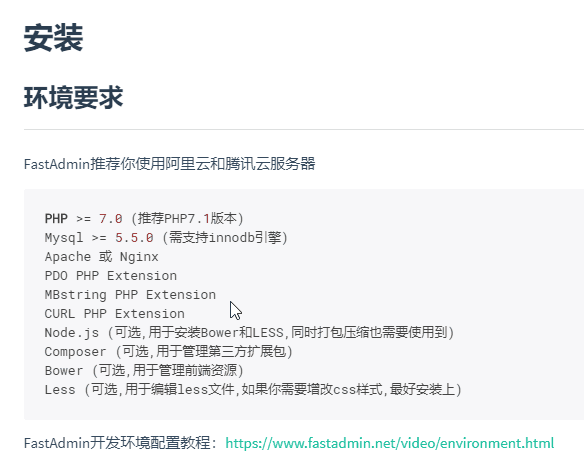 安装
环境要求
FastAdmin推荐你使用阿里云和腾讯云服务器
PHP >= 7.0 (推荐PHP7.1版本)
Mysql >= 5.5.0 (需支持innodb引擎)
Apache 或 Nginx
PDO PHP Extension
MBstring PHP Extension
CURL PHP Extension
Node.js (可选,用于安装Bower和LESS,同时打包压缩也需要使用到)
Composer (可选,用于管理第三方扩展包)
Bower (可选,用于管理前端资源)
Less (可选,用于编辑less文件,如果你需要增改css样式,最好安装上)
FastAdmin开发环境配置教程：https://www.fastadmin.net/video/environment.html